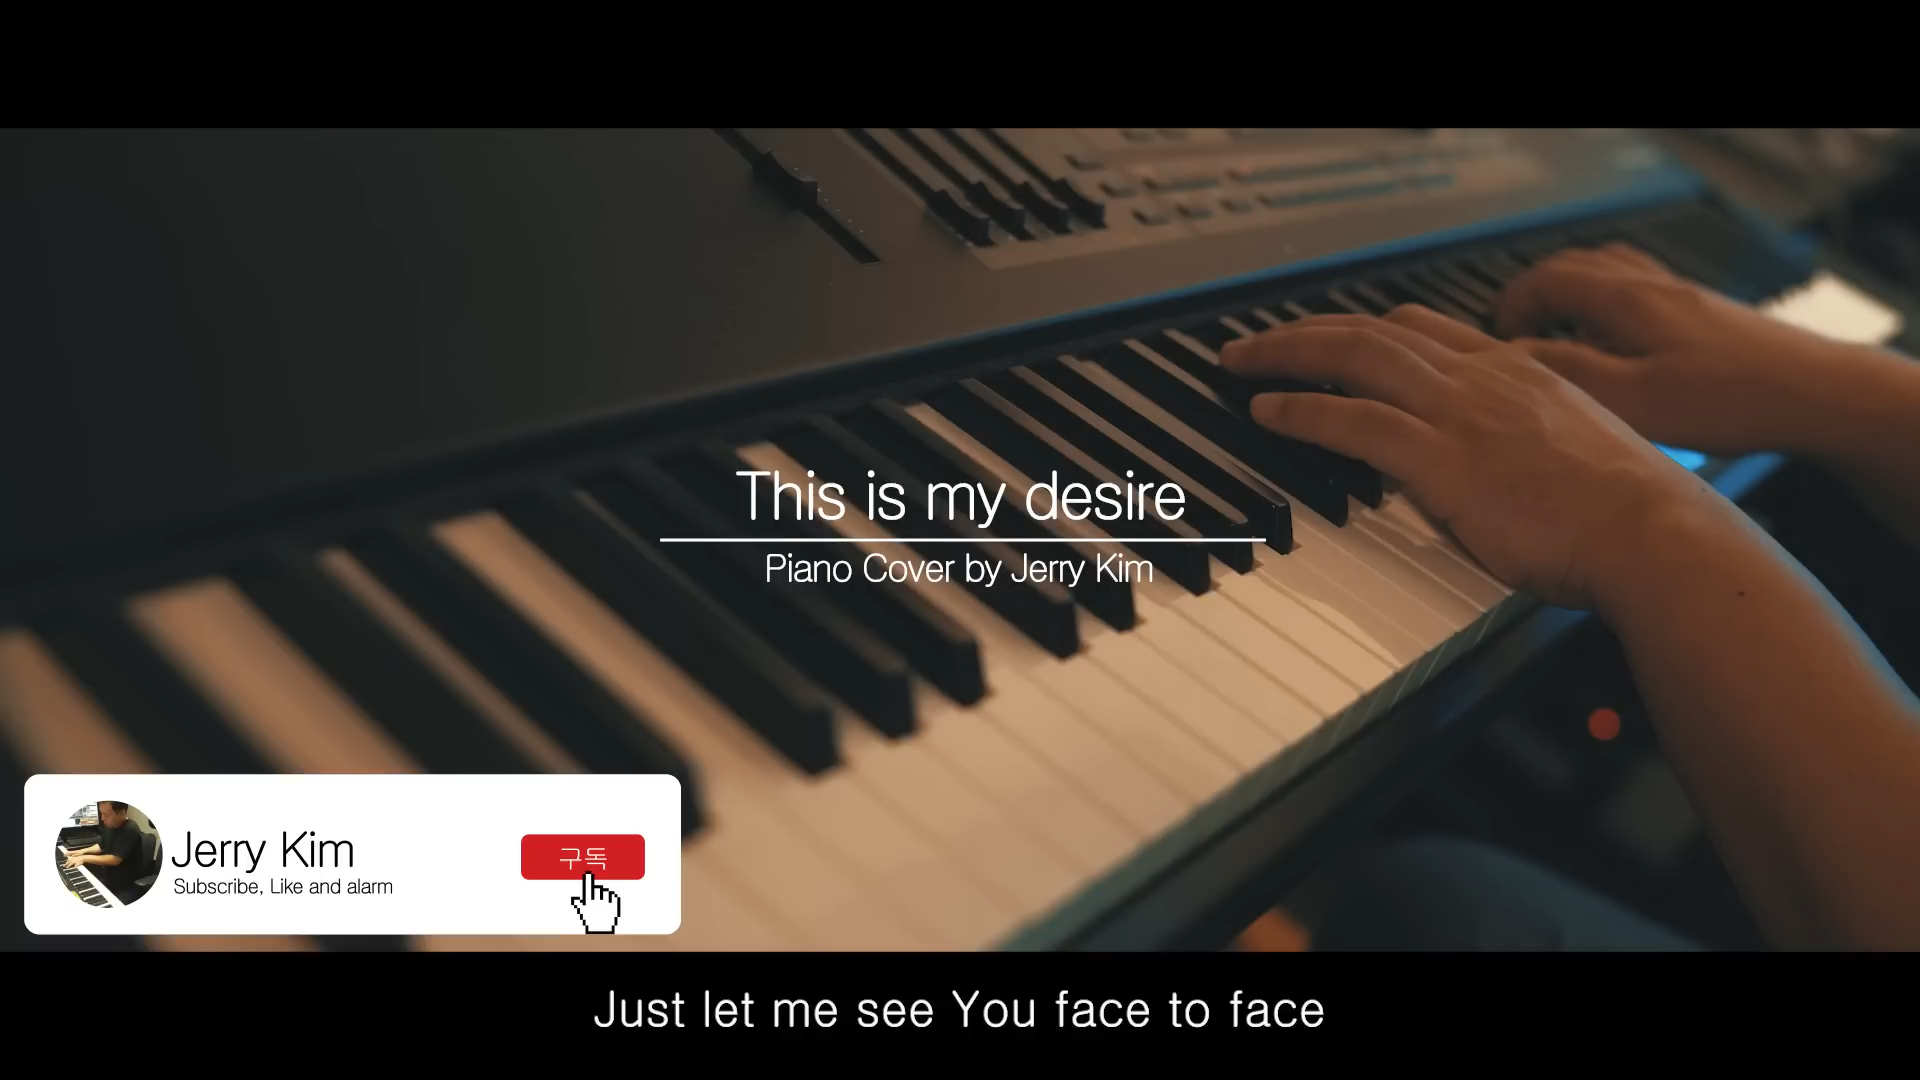 This is my desire
Piano Cover by Jerry Kim
Jerry Kim
Subscribe, Like and alarm
구독
Just let me see You face to face